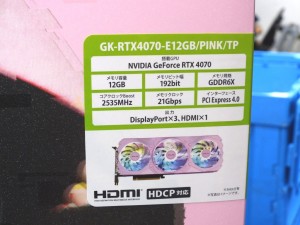 GK-RTX4070-E12GB/PINK/TP
搭載GPU
NVIDIA GeForce RTX 4070
メモリ容量 メモリビット幅 メモリ規格
12GB 192bit GDDR6X
コアクロックBoost メモリクロック インターフェース
2535MHz 21Gbps PCI Express 4.0
出力
DisplayPort×3、HDMI×1
HDMI HDCP対応